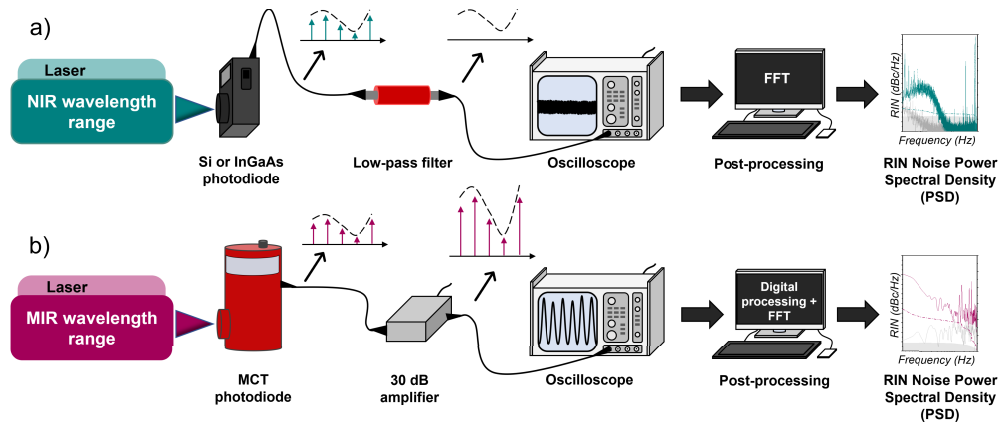 a)
Laser
NIR wavelength
range
Si or InGaAs
photodiode
Low-pass filter
Oscilloscope
FFT
Post-processing
RIN (dBc/Hz)
Frequency (Hz)
RIN Noise Power
Spectral Density
(PSD)
b)
Laser
MIR wavelength
range
MCT
photodiode
30 dB
amplifier
Oscilloscope
Digital
processing +
FFT
Post-processing
RIN (dBc/Hz)
Frequency (Hz)
RIN Noise Power
Spectral Density
(PSD)